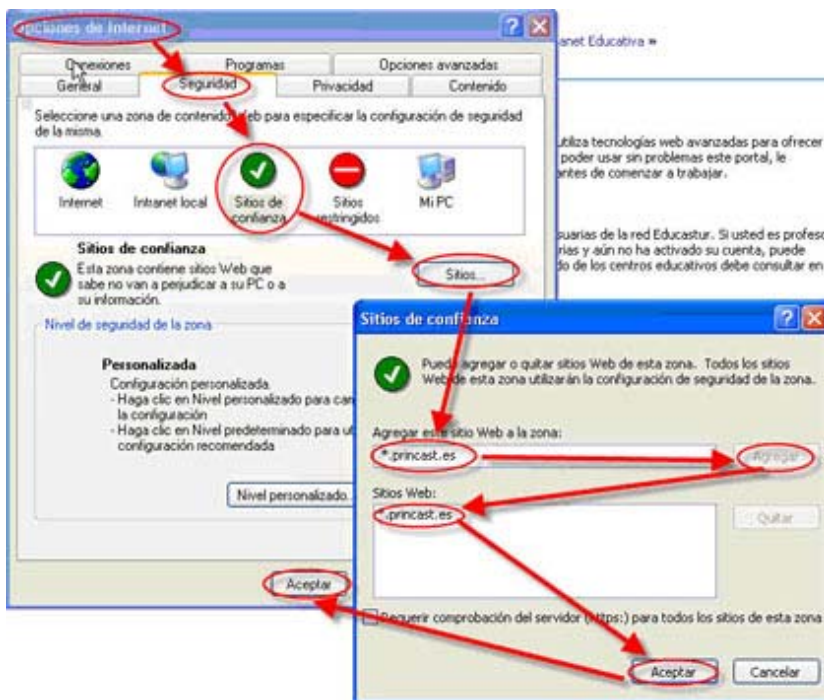 Opciones de Internet
anet Educativa »
Conexiones Programas Opciones avanzadas
General Seguridad Privacidad Contenido
Seleccione una zona de contenido Web para especificar la configuración de seguridad
de la misma.
Internet Intranet local Sitios de confianza Sitios restringidos Mi PC
utiliza tecnologías web avanzadas para ofrecer
poder usar sin problemas este portal, le
antes de comenzar a trabajar.
Sitios de confianza
Esta zona contiene sitios Web que
sabe no van a perjudicar a su PC o a
su información.
Sitios...
suarias de la red Educastur. Si usted es profeso
rias y aún no ha activado su cuenta, puede
do de los centros educativos debe consultar en
Nivel de seguridad de la zona
Personalizada
Configuración personalizada
- Haga clic en Nivel personalizado para ca
la configuración
- Haga clic en Nivel predeterminado para ut
configuración recomendada
Nivel personalizado.
Aceptar
Sitios de confianza
Puede agregar o quitar sitios Web de esta zona. Todos los sitios
Web de esta zona utilizarán la configuración de seguridad de la zona.
Agregar este sitio Web a la zona:
*.princast.es Agregar
Sitios Web:
*.princast.es Quitar
Requerir comprobación del servidor (https:) para todos los sitios de esta zona
Aceptar Cancelar